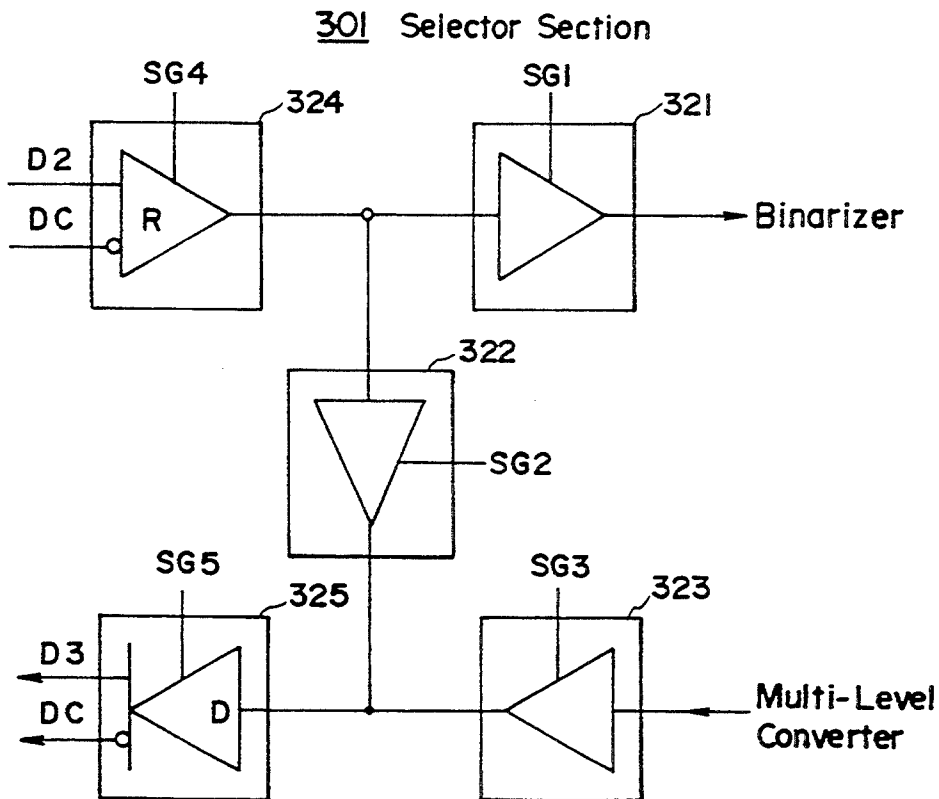 301 Selector Section
SG4
324
SG1
321
D2
DC
R
Binarizer
322
SG2
SG5
325
SG3
323
D3
DC
D
Multi-Level
Converter